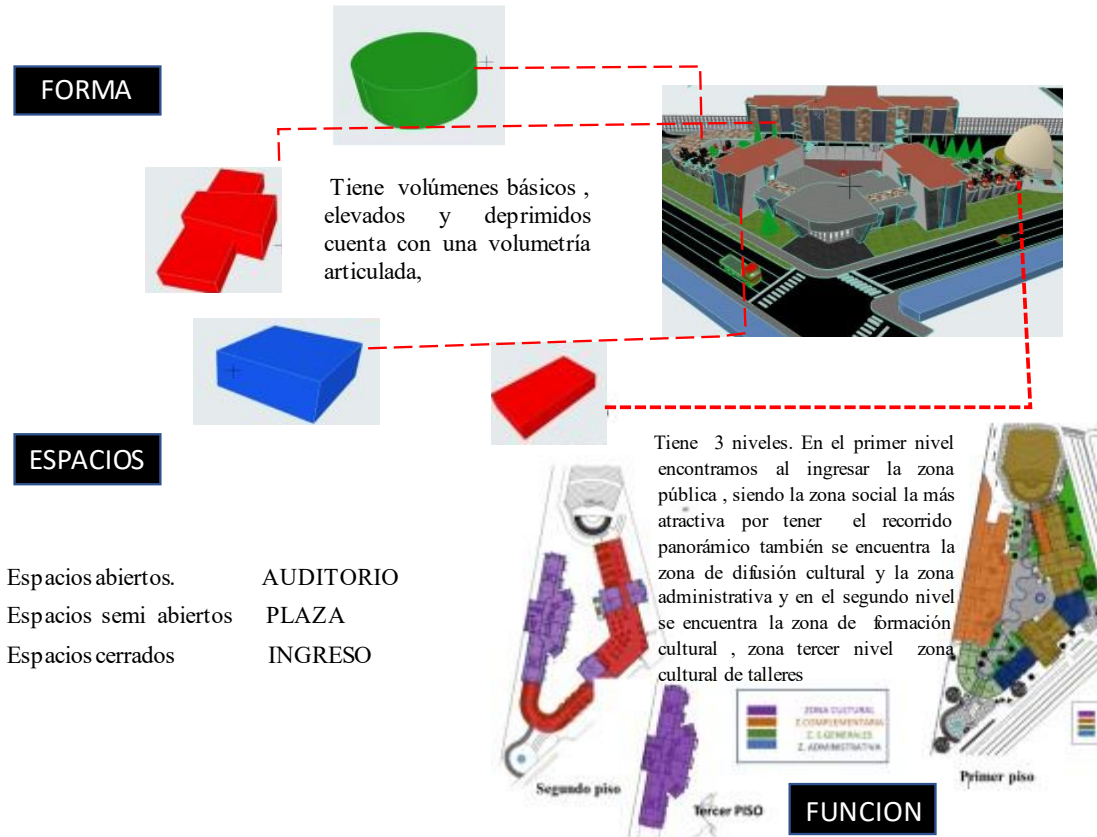 FORMA
Tiene volúmenes básicos ,
elevados y deprimidos
cuenta con una volumetría
articulada,
ESPACIOS
Espacios abiertos. AUDITORIO
Espacios semi abiertos PLAZA
Espacios cerrados INGRESO
Tiene 3 niveles. En el primer nivel
encontramos al ingresar la zona
pública , siendo la zona social la más
atractiva por tener el recorrido
panorámico también se encuentra la
zona de difusión cultural y la zona
administrativa y en el segundo nivel
se encuentra la zona de formación
cultural , zona tercer nivel zona
cultural de talleres
ZONA CULTURAL
Z.COMPLEMENTARIA
Z. S.GENERALES
Z. ADMINISTRATIVA
Segundo piso
Tercer PISO
Primer piso
FUNCION